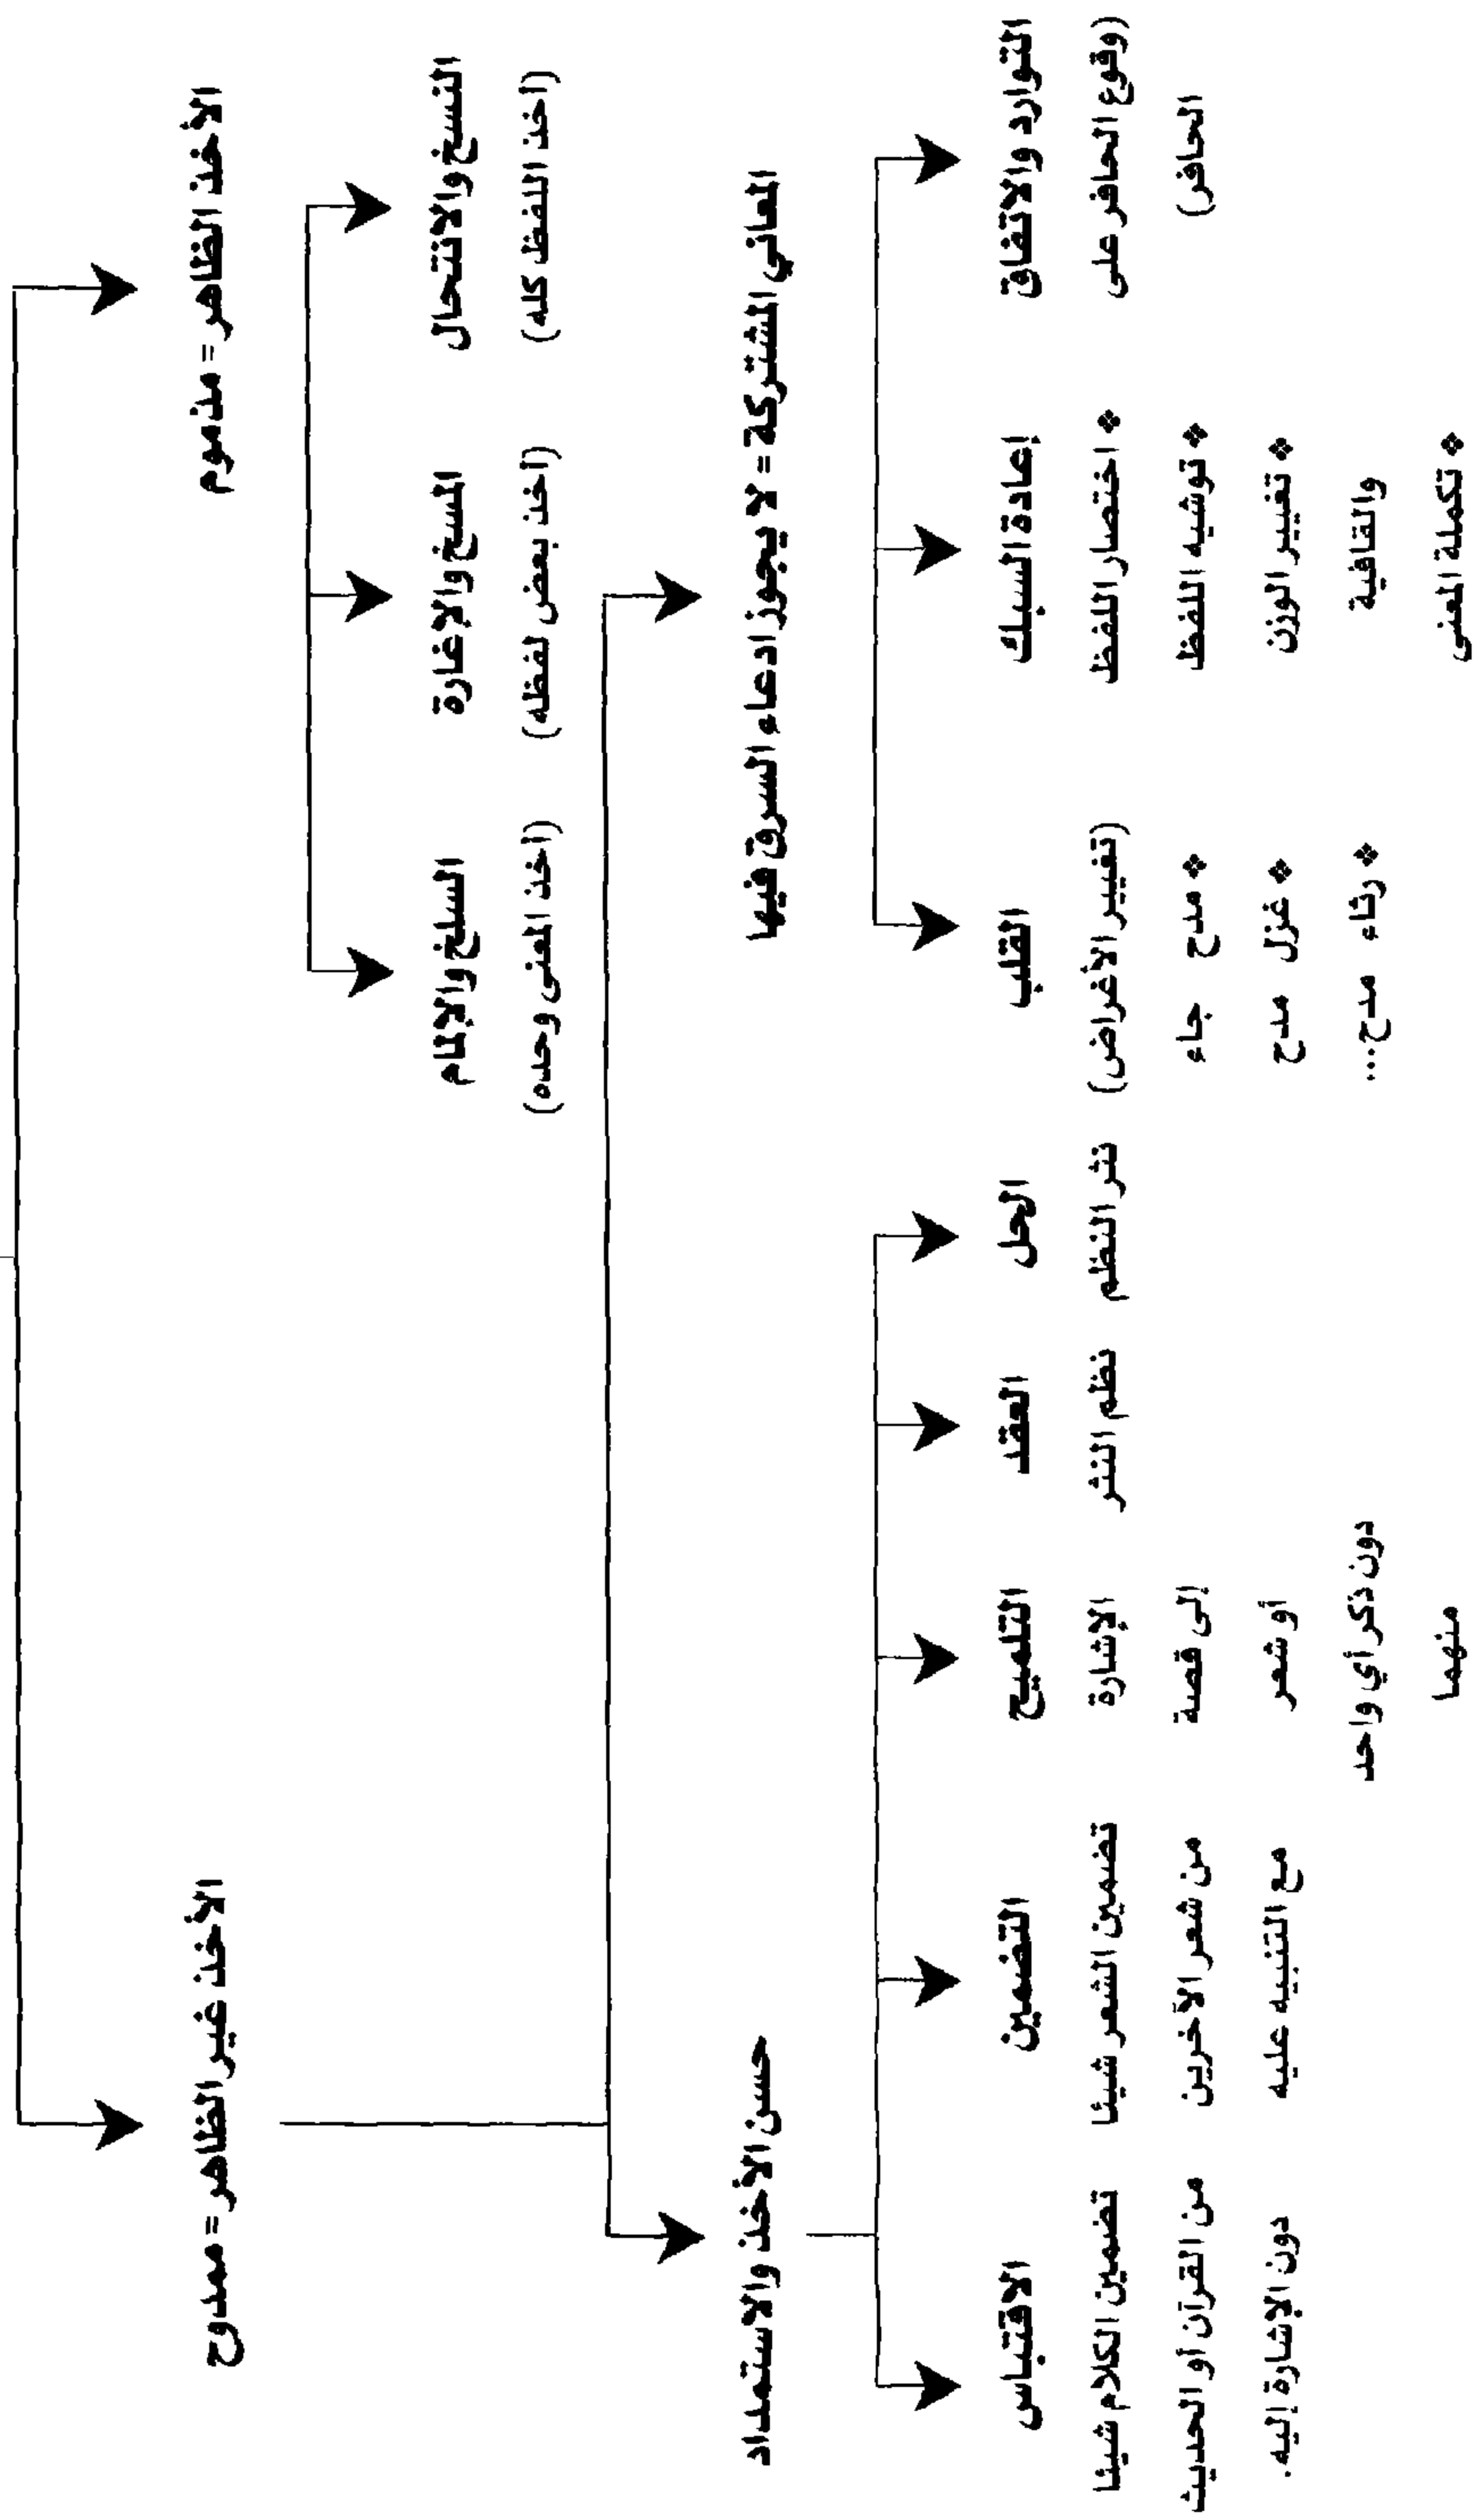 الأخذ الظاهر = مذموم
النسخ والانتحال
(أخذ اللفظ كله)
المسخ والإغارة
(أخذ بعض لفظه)
السلخ والإلمام
(أخذ المعنى وحده)
الأخذ غير الظاهر = ممدوح
المعاني المشتركة = لا يجوز ادعاء السرق فيها
التوارد والاتفاق
(وقوع الحافر على
الحافر)
إعادة السبك
❖ اختصار اللفظ
❖ توشية اللفظ
❖ تغيير الوزن
والقافية
❖ تكملة المعنى
القلب
(تغيير الأغراض)
❖ مدح هجاء
❖ غزل مدح
❖ رثاء مدح...
حسن الأخذ والاستمداد
الحل
نثر النظم
العقد
نظم النثر
التلميح
الإشارة
إلى قصة
أو شعر
دون ذكر أي واحد
منهما
التضمين
تضمين الشعر شيئا
من شعر الآخرين
مع التنبيه عليه
الاقتباس
تضمين الكلام شيئا
من القرآن أو الحديث
دون الإشارة إليه.